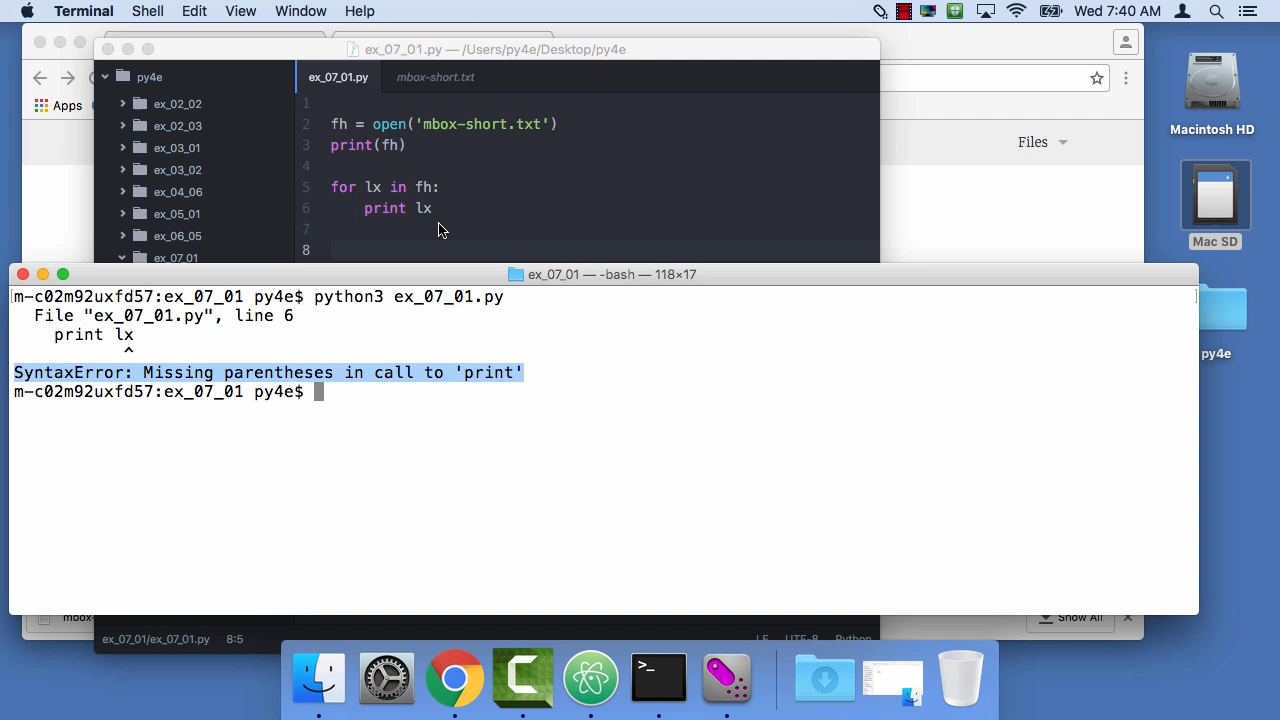 Terminal Shell Edit View Window Help Wed 7:40 AM
ex_07_01.py — /Users/py4e/Desktop/py4e
py4e ex_07_01.py mbox-short.txt
Apps
Files
ex_02_02
ex_02_03
ex_03_01
ex_03_02
ex_04_06
ex_05_01
ex_06_05
ex_07_01
1
2 fh = open('mbox-short.txt')
3 print(fh)
4
5 for lx in fh:
6 print lx
7
8
Macintosh HD
Mac SD
py4e
ex_07_01 — -bash — 118×17
[m-c02m92uxfd57:ex_07_01 py4e$ python3 ex_07_01.py ]
File "ex_07_01.py", line 6
print lx
^
SyntaxError: Missing parentheses in call to 'print'
m-c02m92uxfd57:ex_07_01 py4e$
mbox-
Show All
ex_07_01/ex_07_01.py 8:5 LF UTF-8 Python
>_